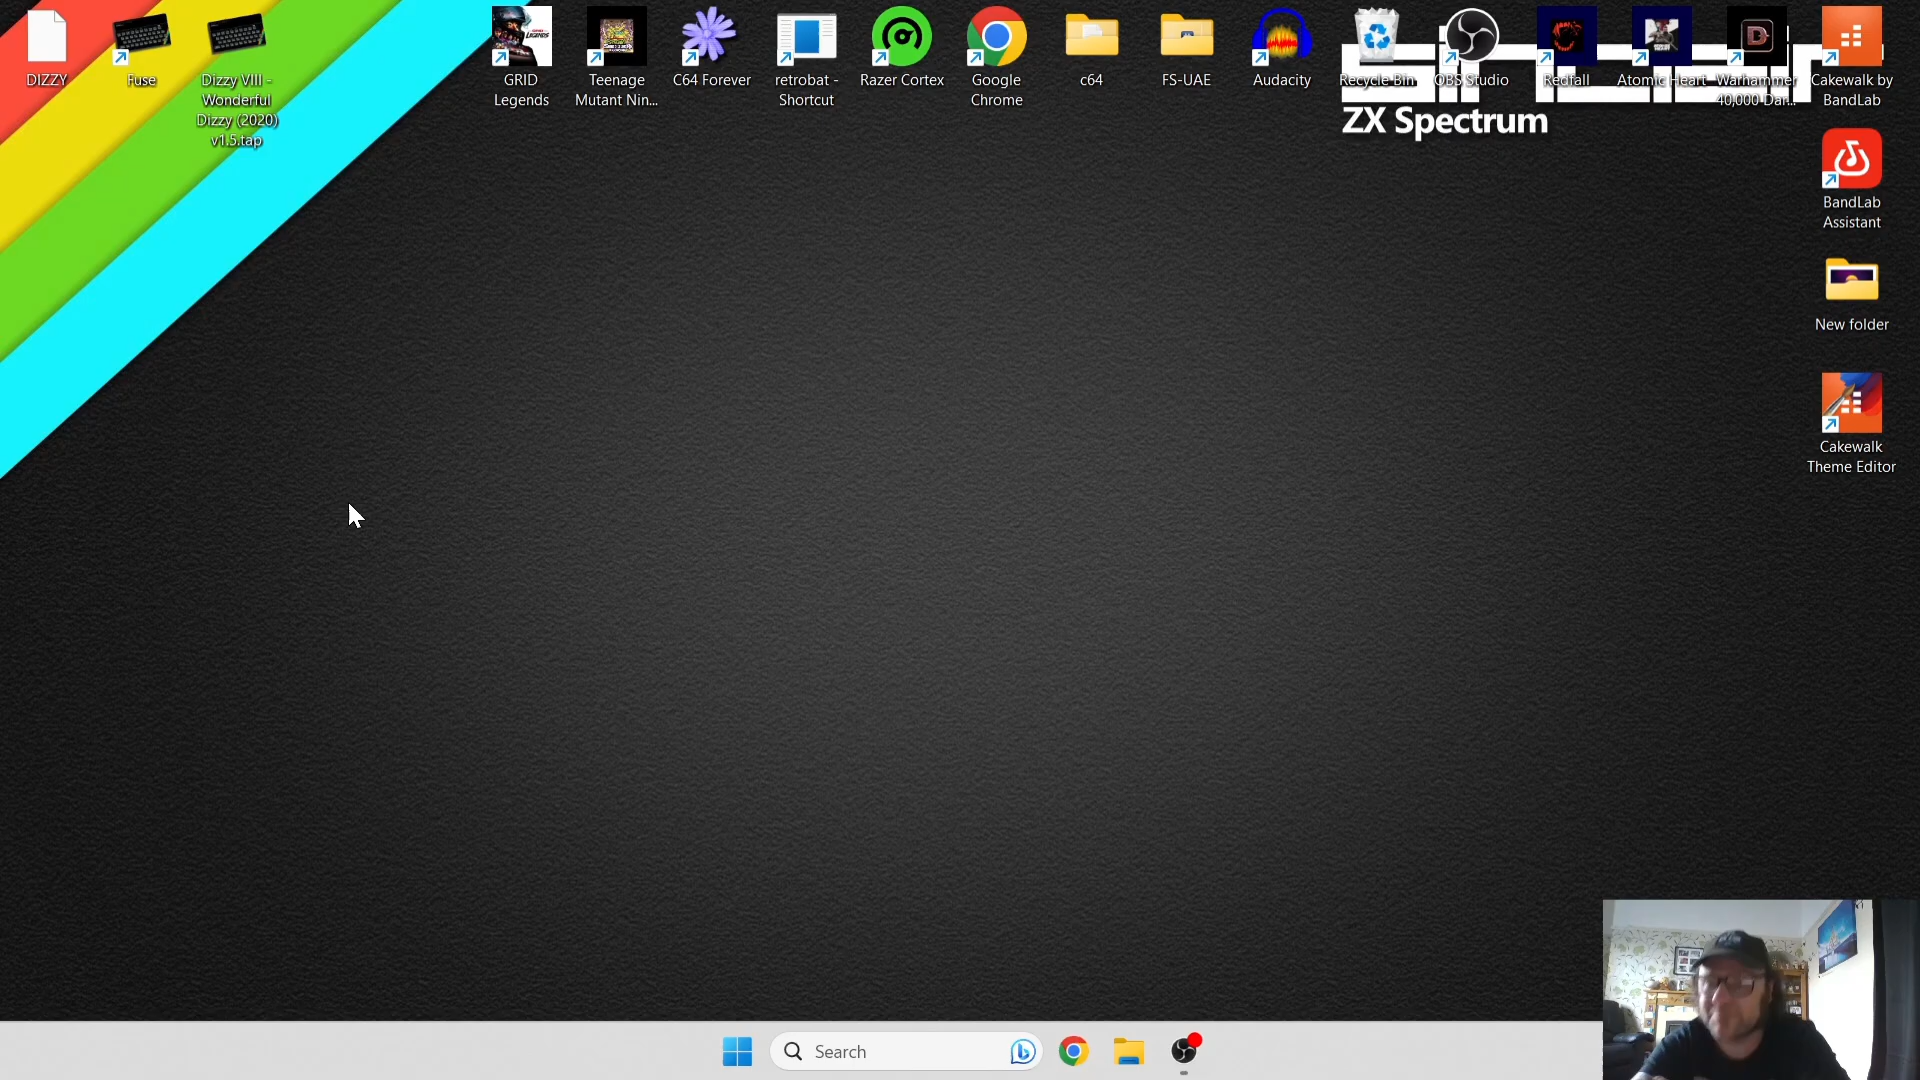 DIZZY
Fuse
Dizzy VIII -
Wonderful
Dizzy (2020)
v1.5.tap
GRID
Legends
Teenage
Mutant Nin...
C64 Forever
retrobat -
Shortcut
Razer Cortex
Google
Chrome
c64
FS-UAE
Audacity
Recycle Bin
OBS Studio
Redfall
Atomic Heart
Warhammer
40,000 Dar...
Cakewalk by
BandLab
ZX Spectrum
BandLab
Assistant
New folder
Cakewalk
Theme Editor
Search